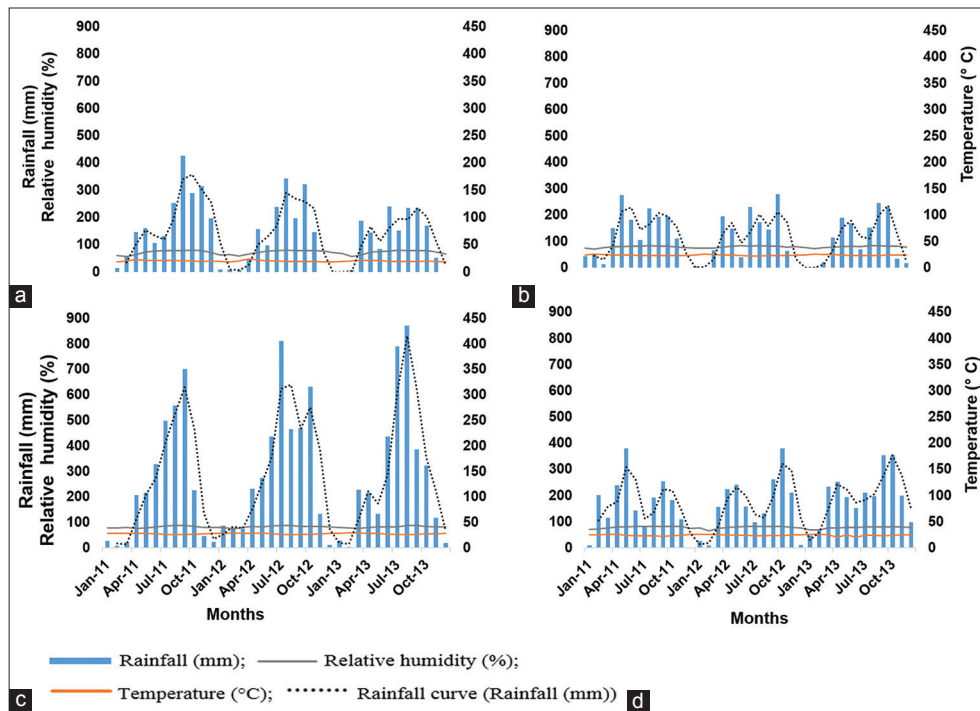 900
800
700
600
500
400
300
200
100
0
Rainfall (mm)
Relative humidity (%)
450
400
350
300
250
200
150
100
50
0
a
900
800
700
600
500
400
300
200
100
0
450
400
350
300
250
200
150
100
50
0
Temperature (° C)
b
900
800
700
600
500
400
300
200
100
0
Rainfall (mm)
Relative humidity (%)
450
400
350
300
250
200
150
100
50
0
Jan-11
Apr-11
Jul-11
Oct-11
Jan-12
Apr-12
Jul-12
Oct-12
Jan-13
Apr-13
Jul-13
Oct-13
Months
900
800
700
600
500
400
300
200
100
0
450
400
350
300
250
200
150
100
50
0
Temperature (° C)
Jan-11
Apr-11
Jul-11
Oct-11
Jan-12
Apr-12
Jul-12
Oct-12
Jan-13
Apr-13
Jul-13
Oct-13
Months
Rainfall (mm); Relative humidity (%);
Temperature (°C); Rainfall curve (Rainfall (mm))
c
d